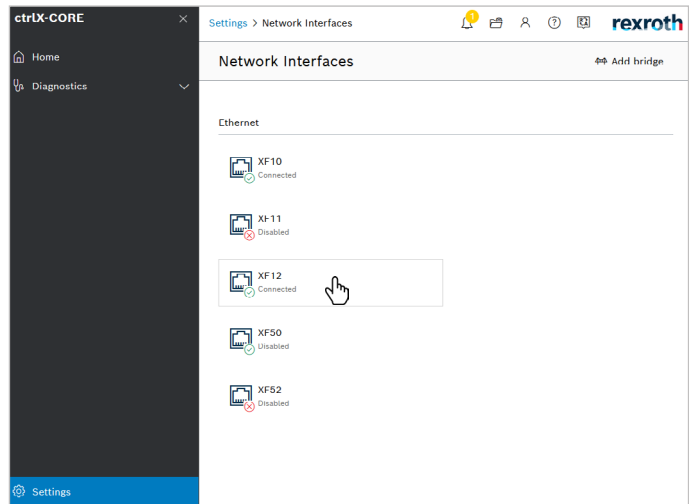 ctrlX-CORE
Settings > Network Interfaces
1
rexroth
Home
Diagnostics
Network Interfaces
Add bridge
Ethernet
XF10
Connected
XF11
Disabled
XF12
Connected
XF50
Disabled
XF52
Disabled
Settings